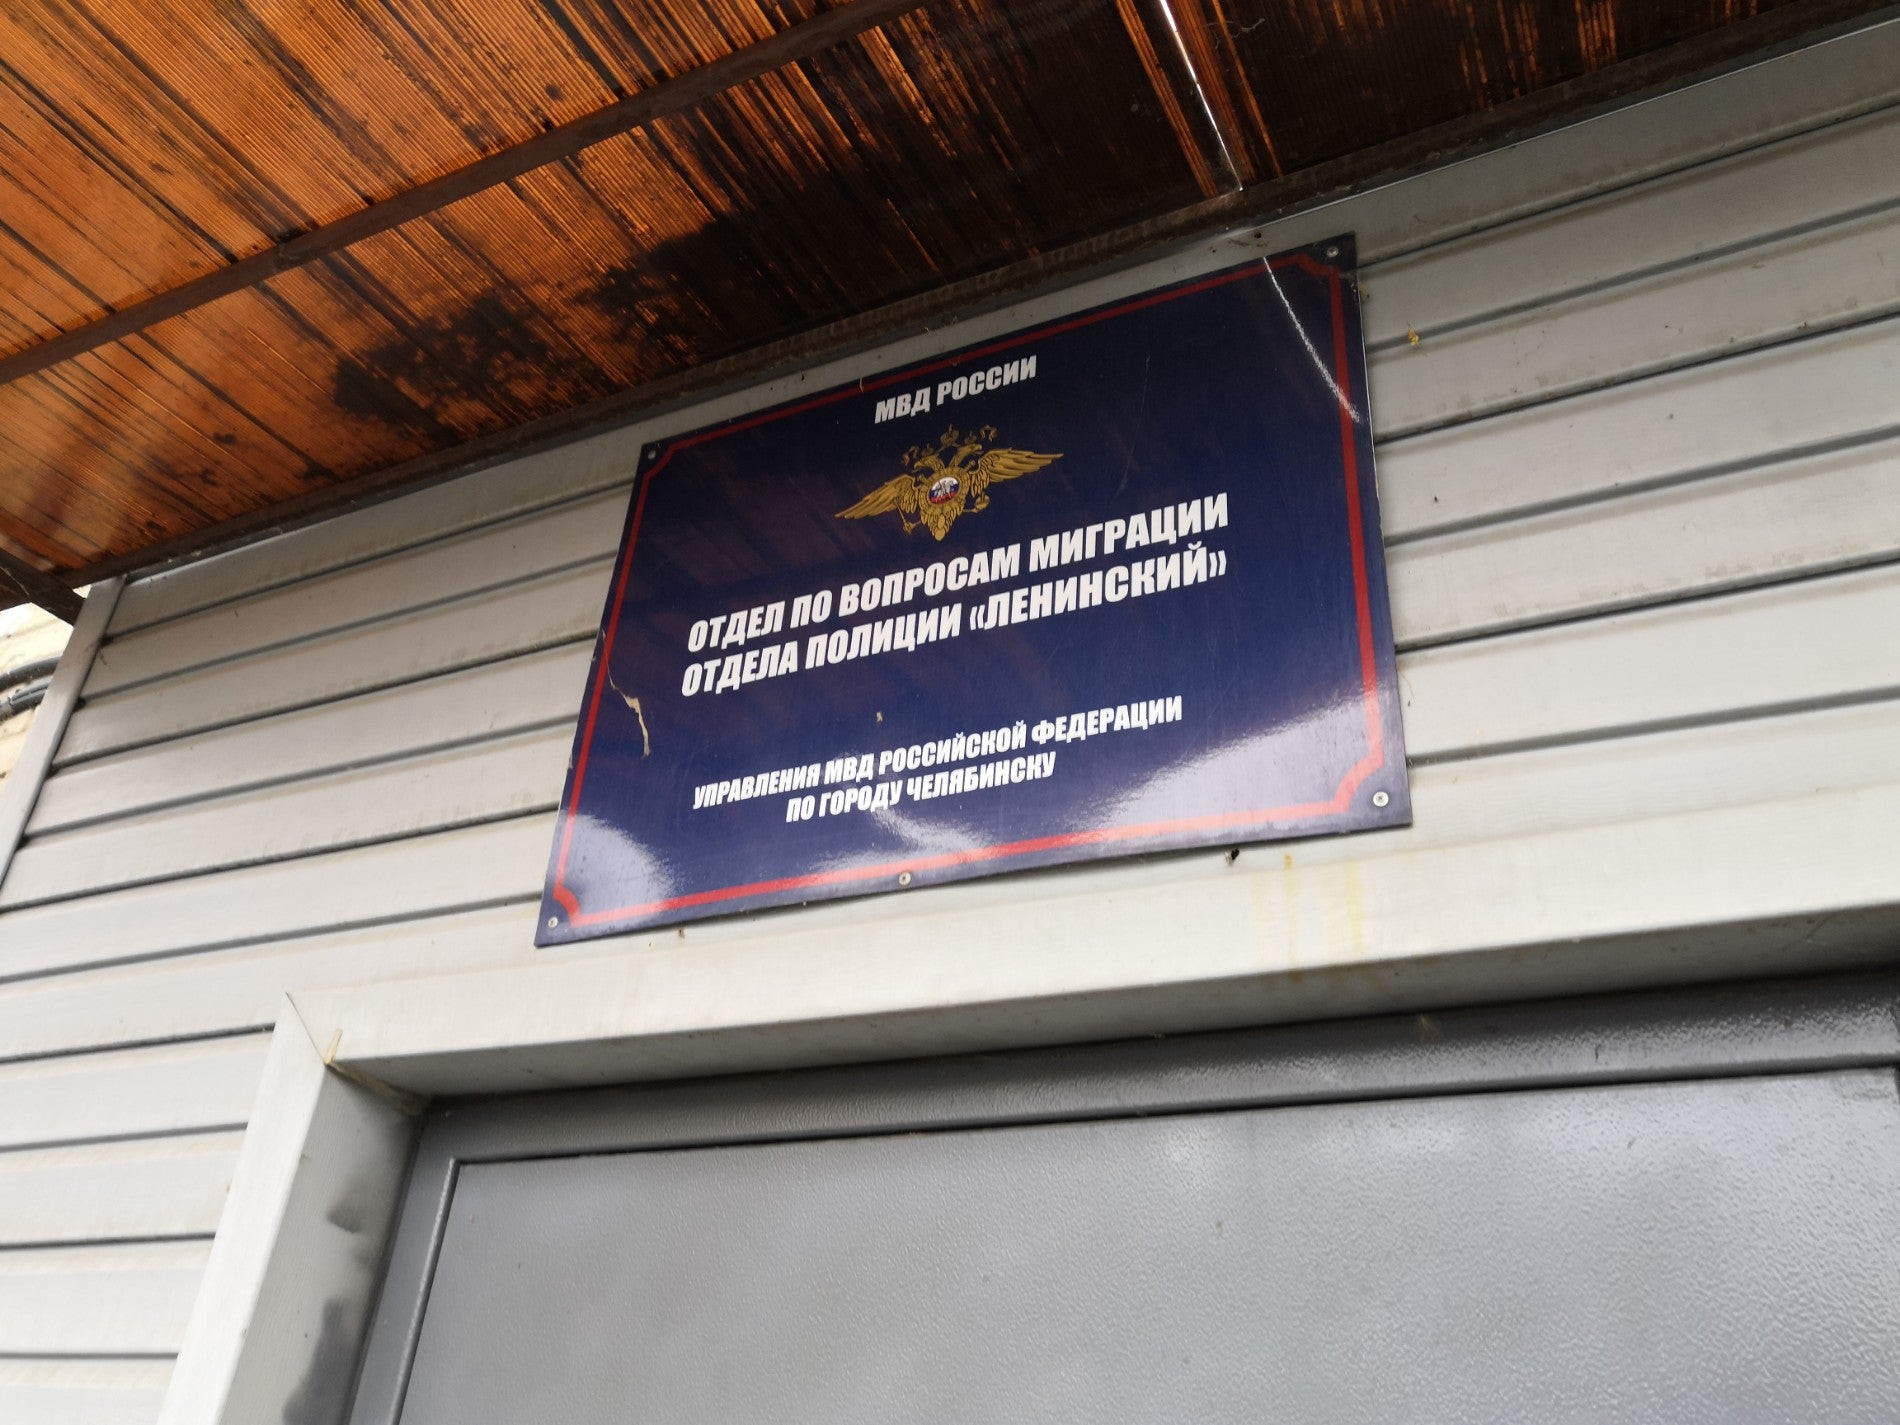 МВД РОССИИ
ОТДЕЛ ПО ВОПРОСАМ МИГРАЦИИ
ОТДЕЛА ПОЛИЦИИ «ЛЕНИНСКИЙ»
УПРАВЛЕНИЯ МВД РОССИЙСКОЙ ФЕДЕРАЦИИ
ПО ГОРОДУ ЧЕЛЯБИНСКУ